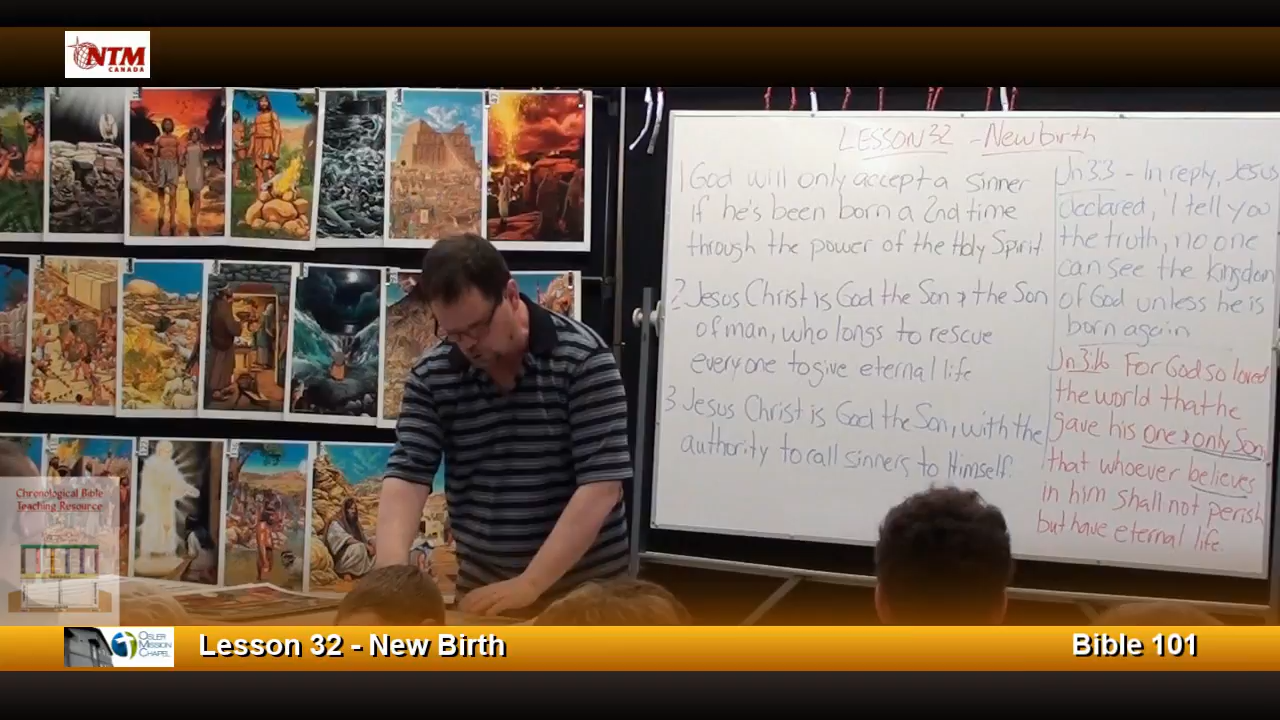 NTM
CANADA
LESSON 32 - New birth
1 God will only accept a sinner
if he's been born a 2nd time
through the power of the Holy Spirit
2 Jesus Christ is God the Son & the Son
of man, who longs to rescue
everyone to give eternal life
3 Jesus Christ is God the Son, with the
authority to call sinners to Himself.
Jn 3:3 - In reply, Jesus
declared, 'I tell you
the truth, no one
can see the kingdom
of God unless he is
born again
Jn 3:16 For God so loved
the world that he
gave his one & only Son,
that whoever believes
in him shall not perish
but have eternal life.
Chronological Bible
Teaching Resource
OSLER
MISSION
CHAPEL
Lesson 32 - New Birth
Bible 101